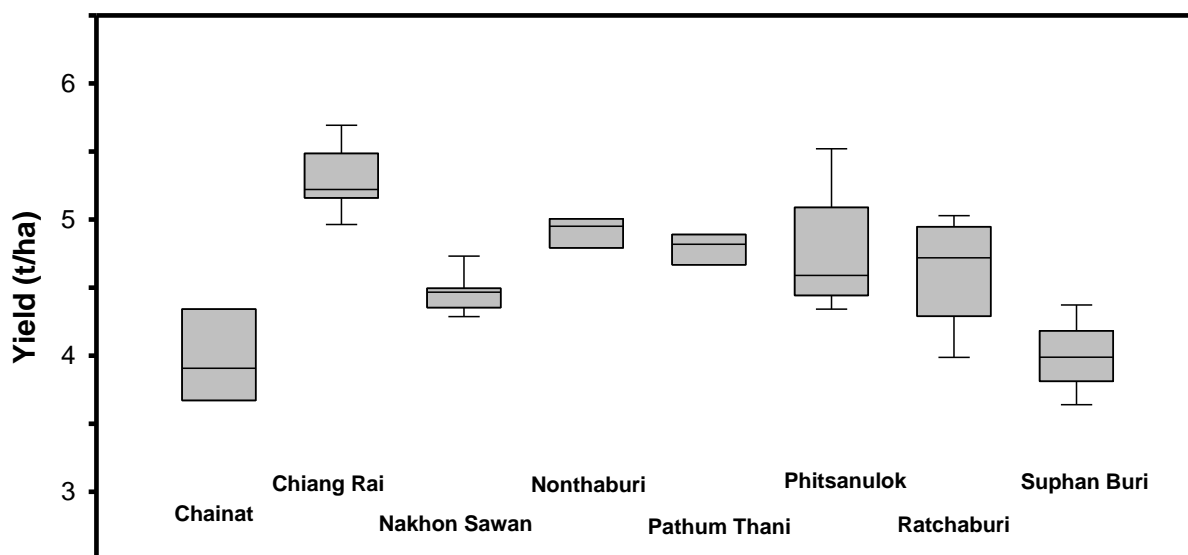 Yield (t/ha)
6
5
4
3
Chainat
Chiang Rai
Nakhon Sawan
Nonthaburi
Pathum Thani
Phitsanulok
Ratchaburi
Suphan Buri